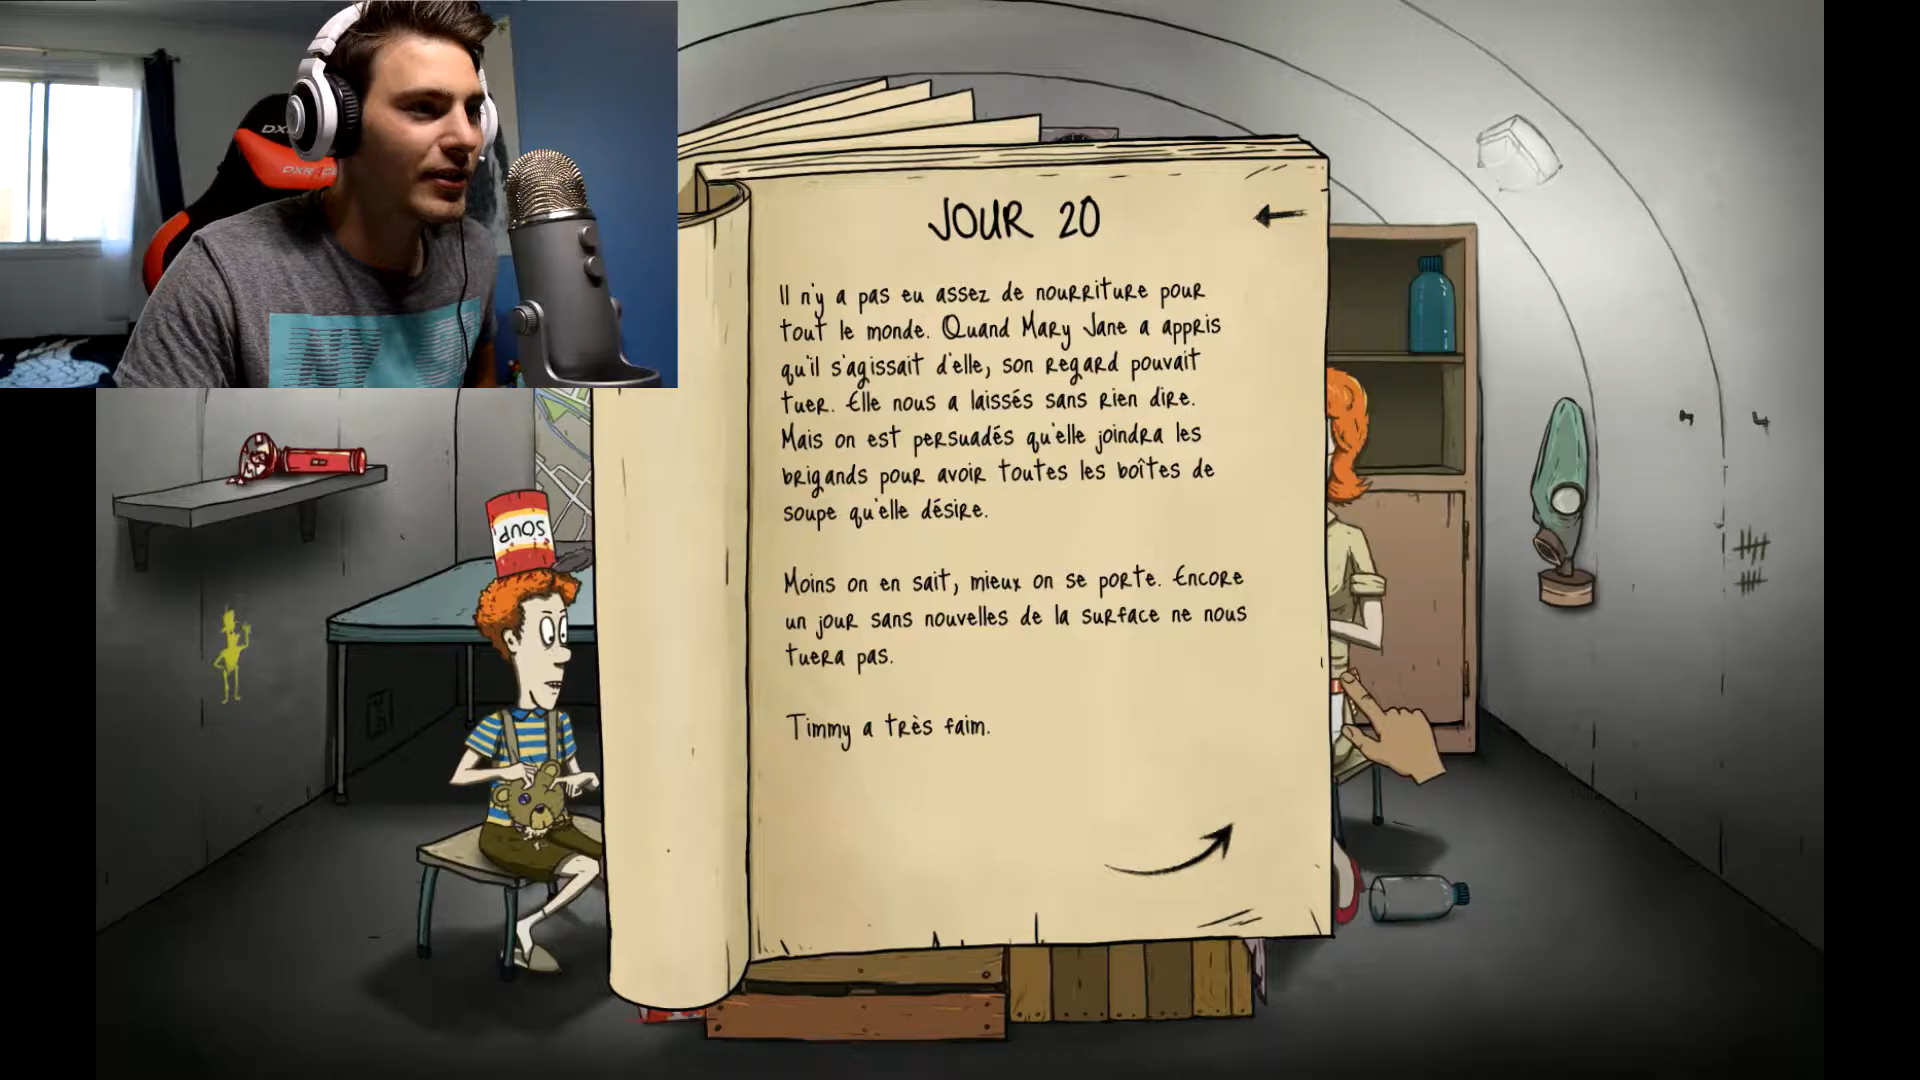 DX
DXR
JOUR 20
Il n'y a pas eu assez de nourriture pour
tout le monde. Quand Mary Jane a appris
qu'il s'agissait d'elle, son regard pouvait
tuer. Elle nous a laissés sans rien dire.
Mais on est persuadés qu'elle joindra les
brigands pour avoir toutes les boîtes de
soupe qu'elle désire.
Moins on en sait, mieux on se porte. Encore
un jour sans nouvelles de la surface ne nous
tuera pas.
Timmy a très faim.
SOUP